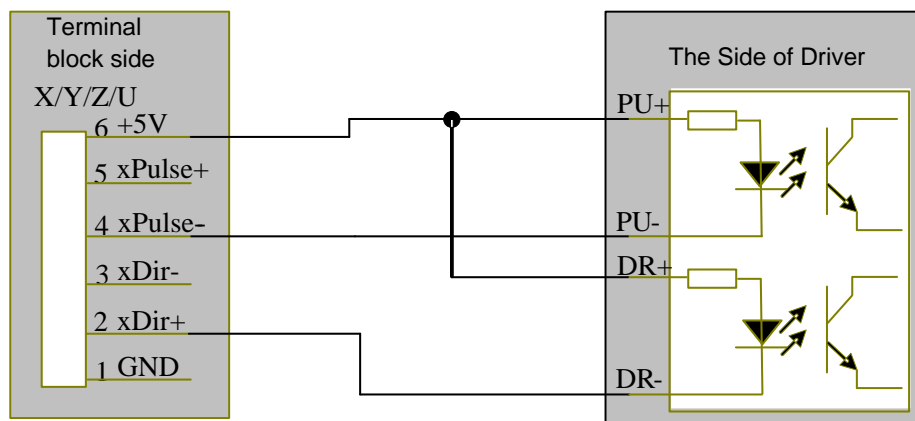 Terminal
block side
X/Y/Z/U
6 +5V
5 xPulse+
4 xPulse-
3 xDir-
2 xDir+
1 GND
The Side of Driver
PU+
PU-
DR+
DR-